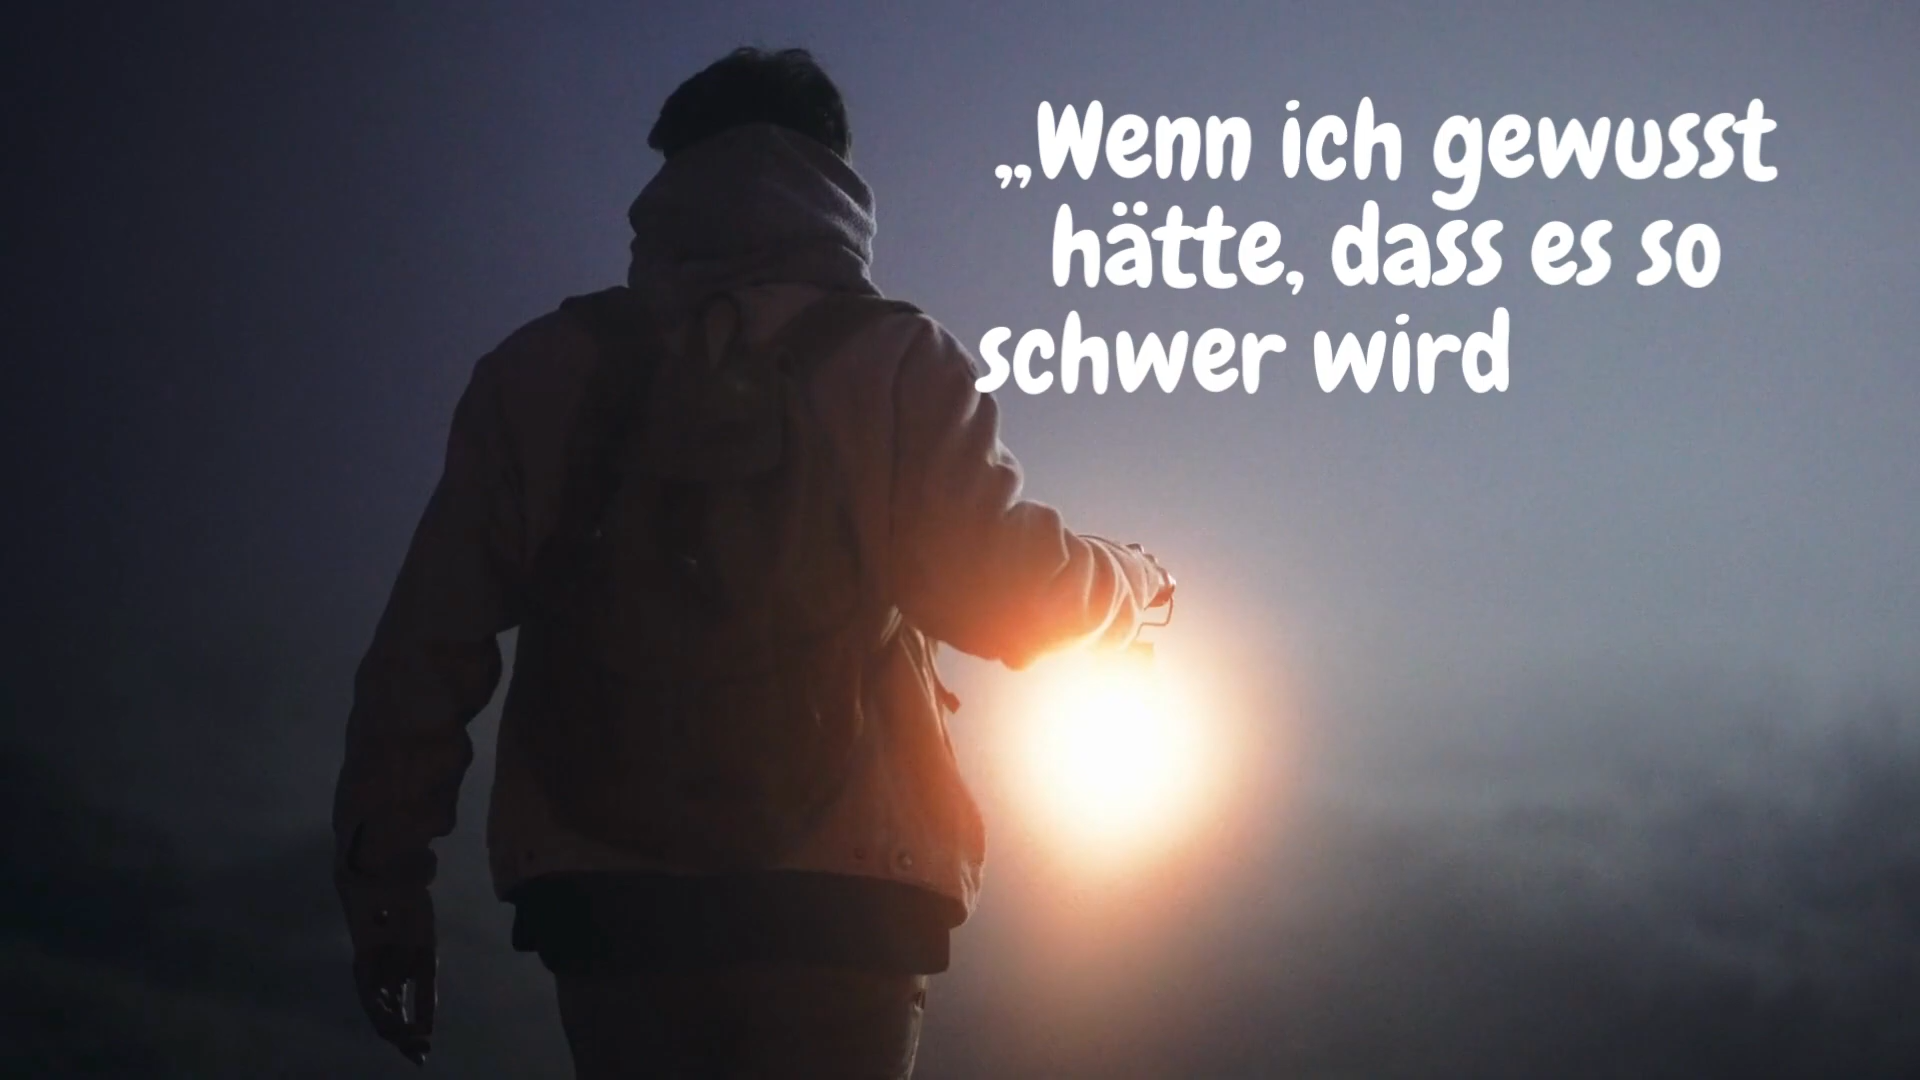 „Wenn ich gewusst
hätte, dass es so
schwer wird